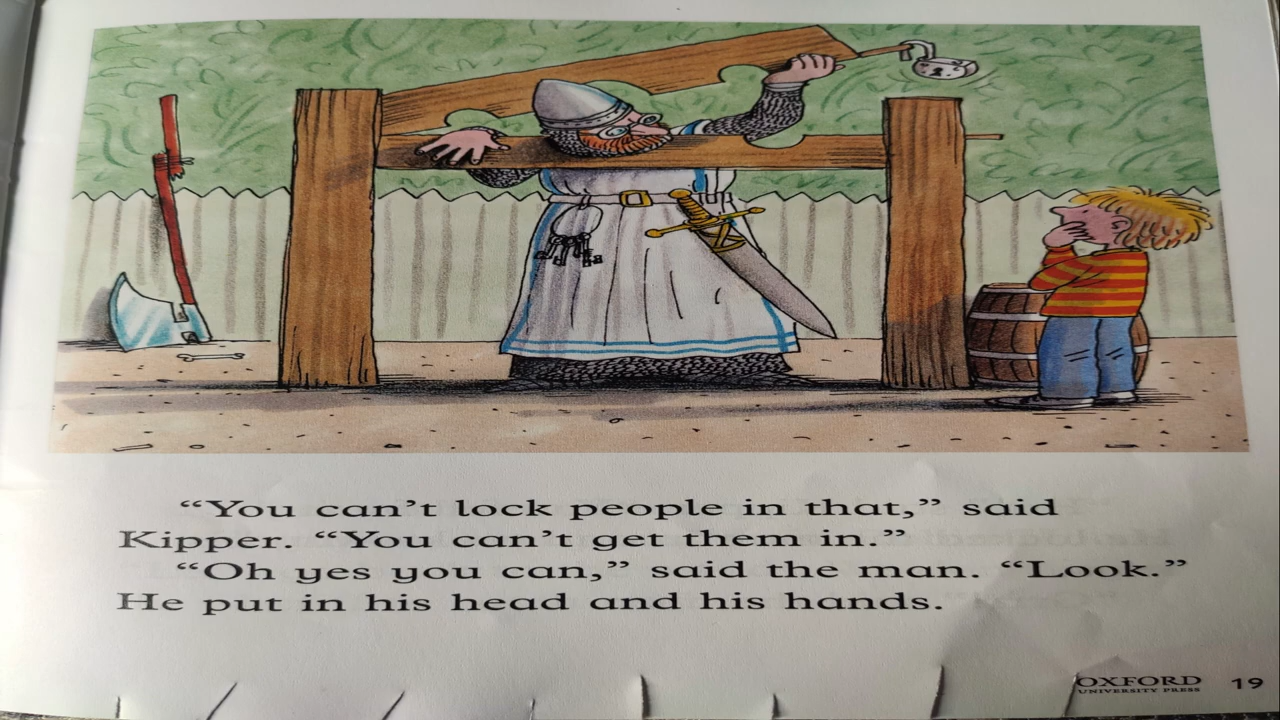 “You can’t lock people in that,” said
Kipper. “You can’t get them in.”
“Oh yes you can,” said the man. “Look.”
He put in his head and his hands.
OXFORD
UNIVERSITY PRESS
19